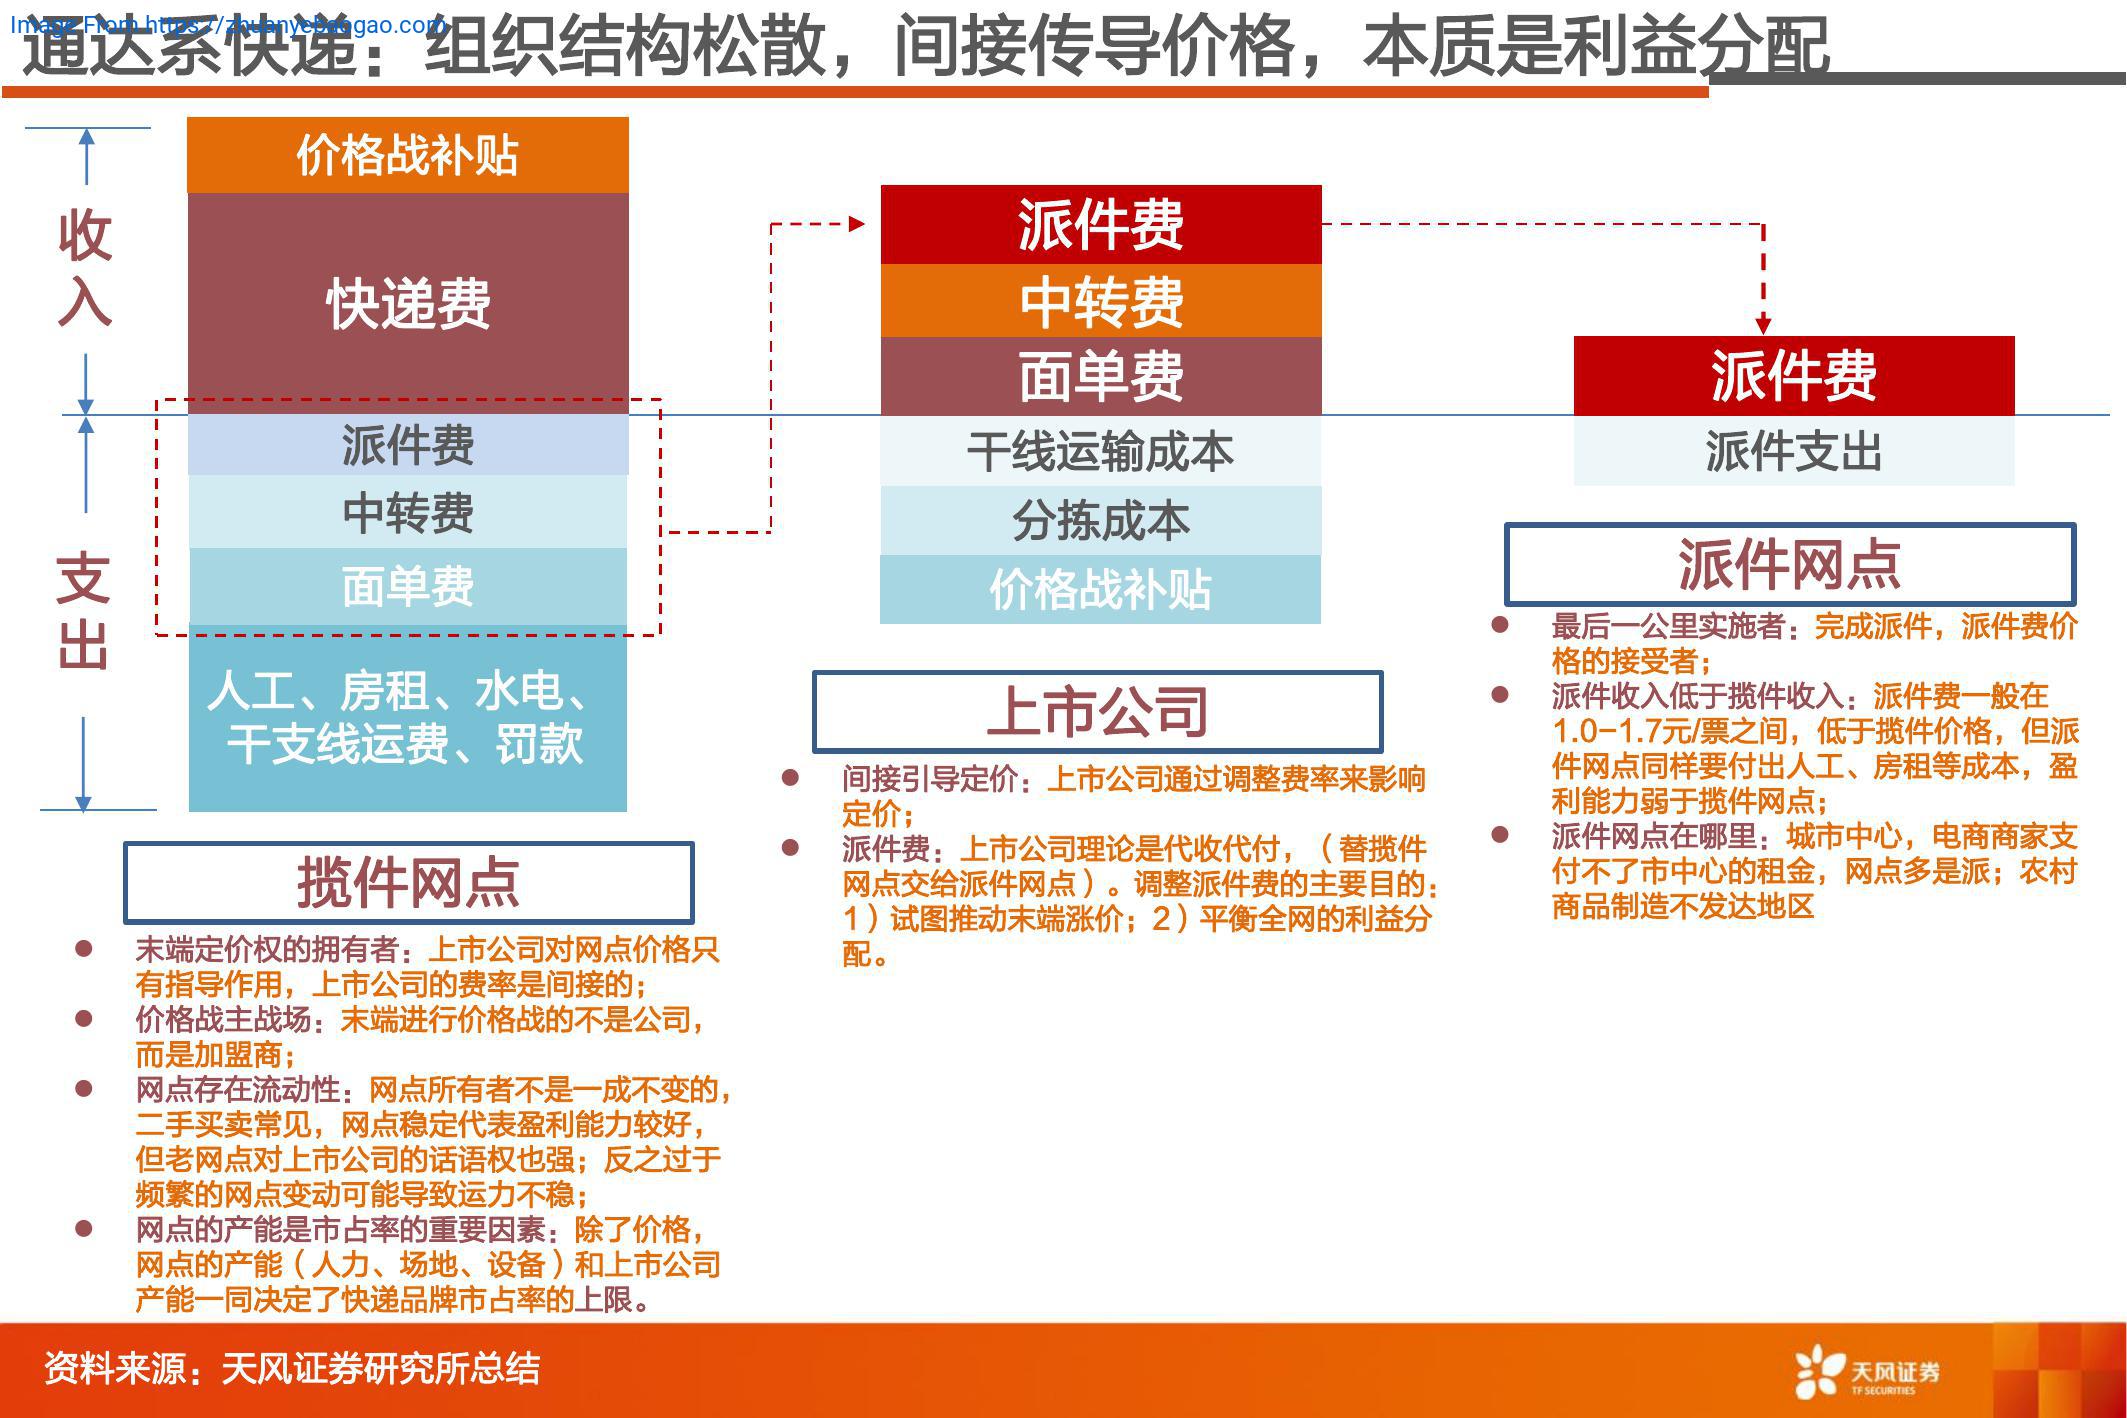 Image From https://zhuanyebaogao.com
通达系快递：组织结构松散，间接传导价格，本质是利益分配
收
入
支
出
价格战补贴
快递费
派件费
中转费
面单费
人工、房租、水电、
干支线运费、罚款
揽件网点
末端定价权的拥有者：上市公司对网点价格只
有指导作用，上市公司的费率是间接的；
价格战主战场：末端进行价格战的不是公司，
而是加盟商；
网点存在流动性：网点所有者不是一成不变的，
二手买卖常见，网点稳定代表盈利能力较好，
但老网点对上市公司的话语权也强；反之过于
频繁的网点变动可能导致运力不稳；
网点的产能是市占率的重要因素：除了价格，
网点的产能（人力、场地、设备）和上市公司
产能一同决定了快递品牌市占率的上限。
派件费
中转费
面单费
干线运输成本
分拣成本
价格战补贴
上市公司
间接引导定价：上市公司通过调整费率来影响
定价；
派件费：上市公司理论是代收代付，（替揽件
网点交给派件网点）。调整派件费的主要目的：
1）试图推动末端涨价；2）平衡全网的利益分
配。
派件费
派件支出
派件网点
最后一公里实施者：完成派件，派件费价
格的接受者；
派件收入低于揽件收入：派件费一般在
1.0-1.7元/票之间，低于揽件价格，但派
件网点同样要付出人工、房租等成本，盈
利能力弱于揽件网点；
派件网点在哪里：城市中心，电商商家支
付不了市中心的租金，网点多是派；农村
商品制造不发达地区
资料来源：天风证券研究所总结
天风证券
TF SECURITIES